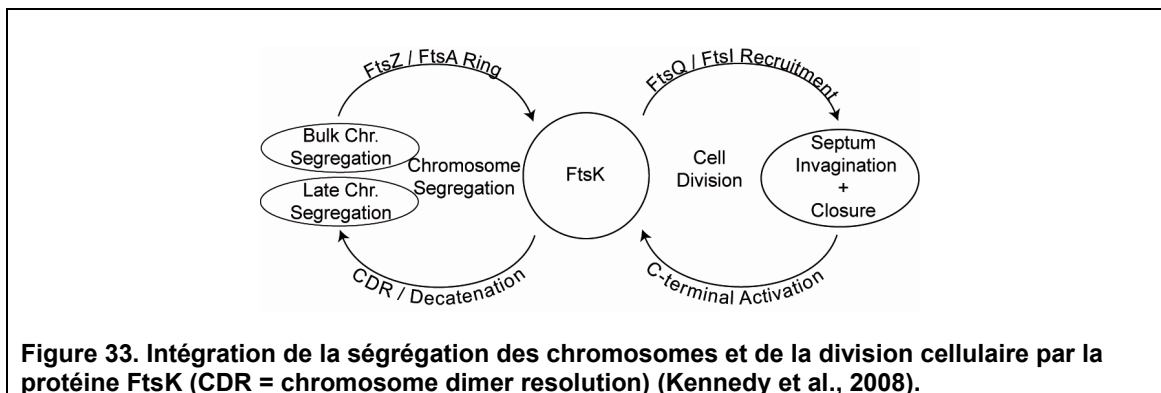 FtsZ / FtsA Ring
FtsQ / FtsI Recruitment
Bulk Chr.
Segregation
Late Chr.
Segregation
Chromosome
Segregation
FtsK
Cell
Division
Septum
Invagination
+
Closure
CDR / Decatenation
C-terminal Activation
Figure 33. Intégration de la ségrégation des chromosomes et de la division cellulaire par la
protéine FtsK (CDR = chromosome dimer resolution) (Kennedy et al., 2008).